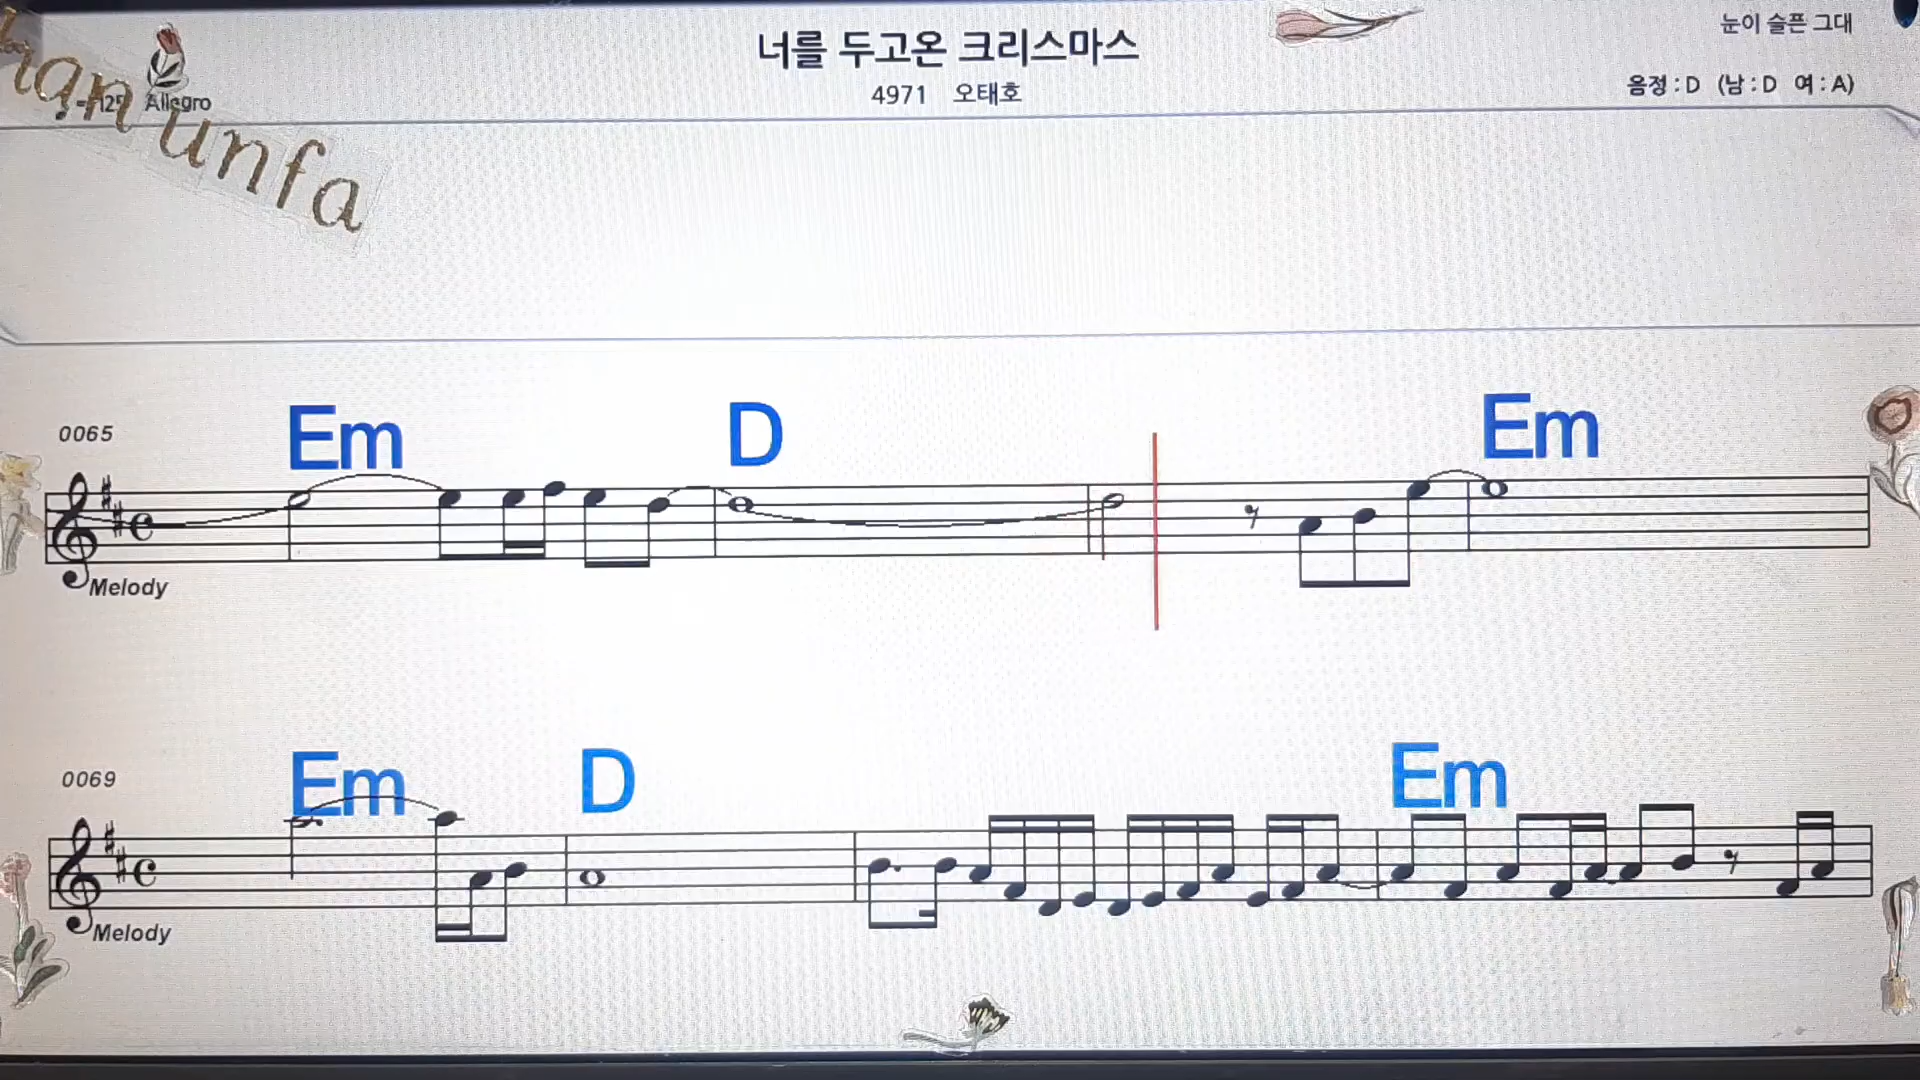 너를 두고온 크리스마스
눈이 슬픈 그대
4971 오태호
음정 : D (남 : D 여 : A)
Allegro
unfa
0065
Em D Em
Melody
0069
Em D Em
Melody